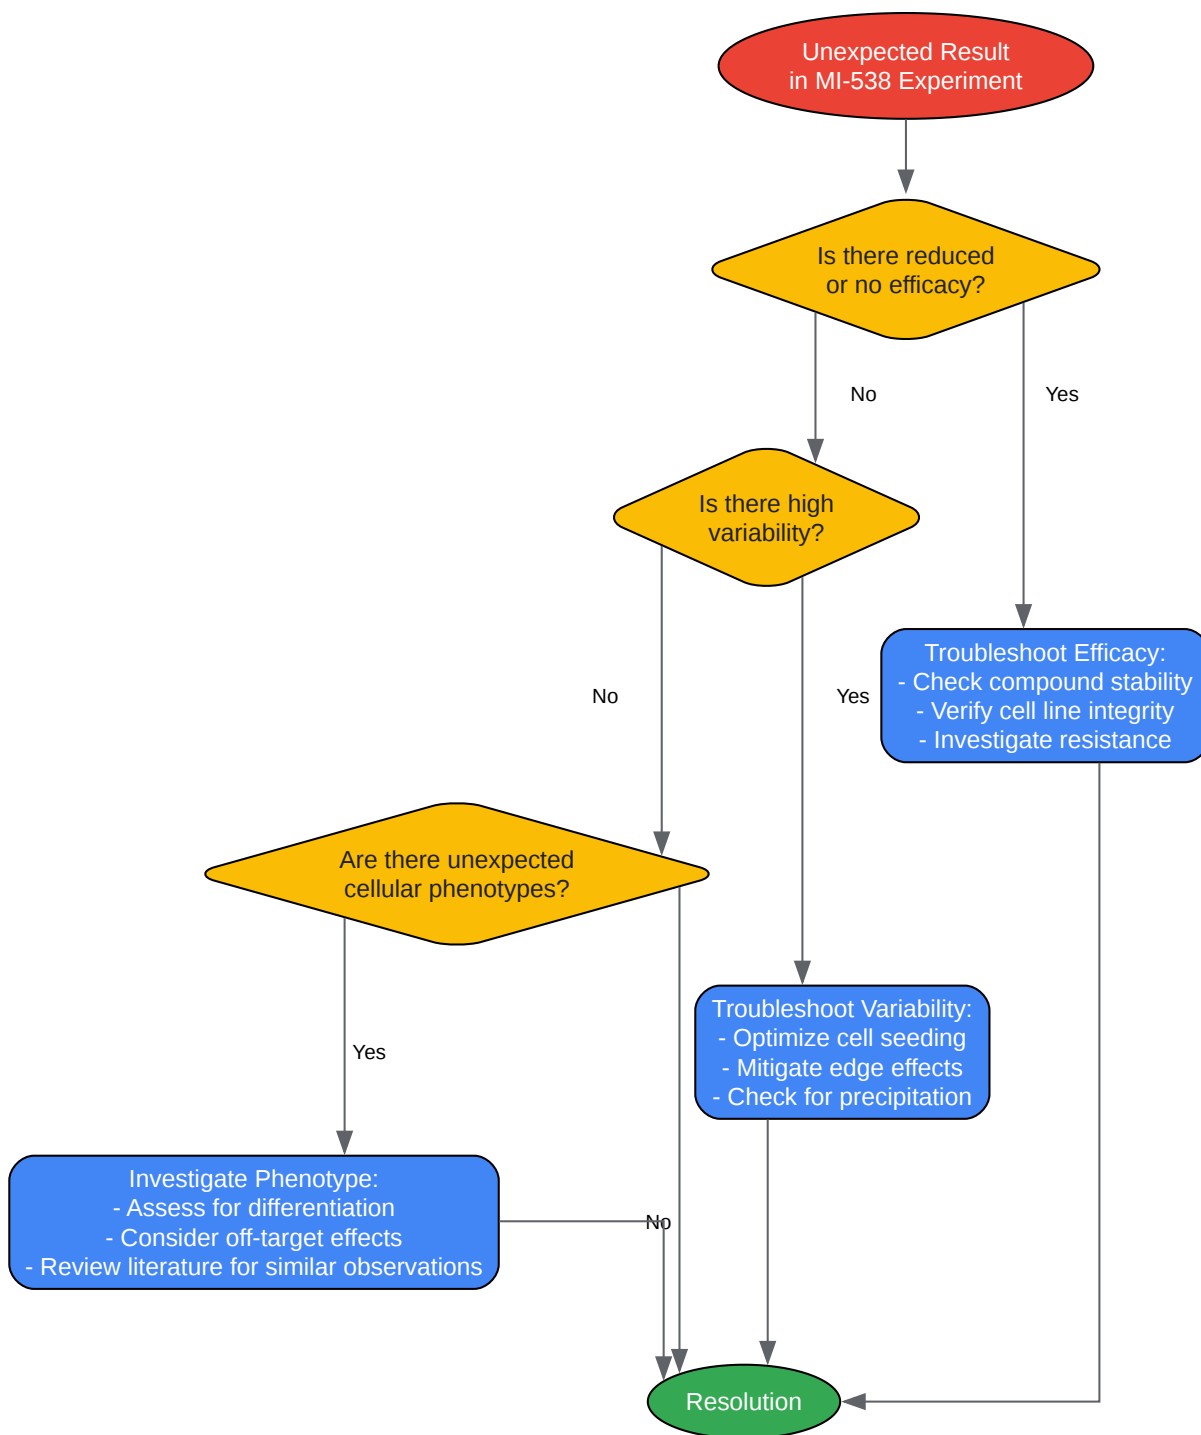 Unexpected Result
in MI-538 Experiment
Is there reduced
or no efficacy?
No
Yes
Is there high
variability?
Troubleshoot Efficacy:
- Check compound stability
- Verify cell line integrity
- Investigate resistance
No
Yes
Are there unexpected
cellular phenotypes?
Troubleshoot Variability:
- Optimize cell seeding
- Mitigate edge effects
- Check for precipitation
Yes
Investigate Phenotype:
- Assess for differentiation
- Consider off-target effects
- Review literature for similar observations
No
Resolution